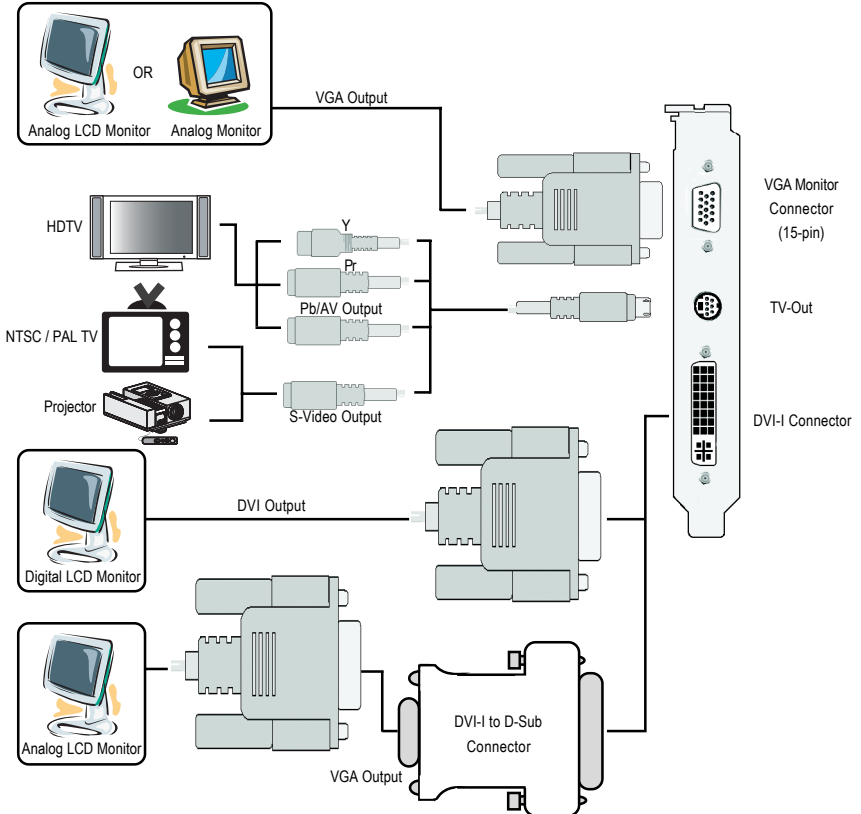 OR
Analog LCD Monitor
Analog Monitor
VGA Output
VGA Monitor
Connector
(15-pin)
HDTV
Y
Pr
Pb/AV Output
TV-Out
NTSC / PAL TV
Projector
S-Video Output
DVI-I Connector
DVI Output
Digital LCD Monitor
Analog LCD Monitor
DVI-I to D-Sub
Connector
VGA Output